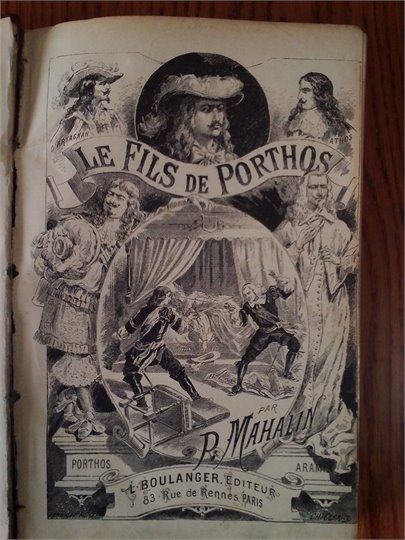 D'ARTAGNAN
ATHOS
LE FILS DE PORTHOS
PAR
P. MAHALIN
PORTHOS
ARAMIS
L. BOULANGER, ÉDITEUR
83. Rue de Rennes. PARIS